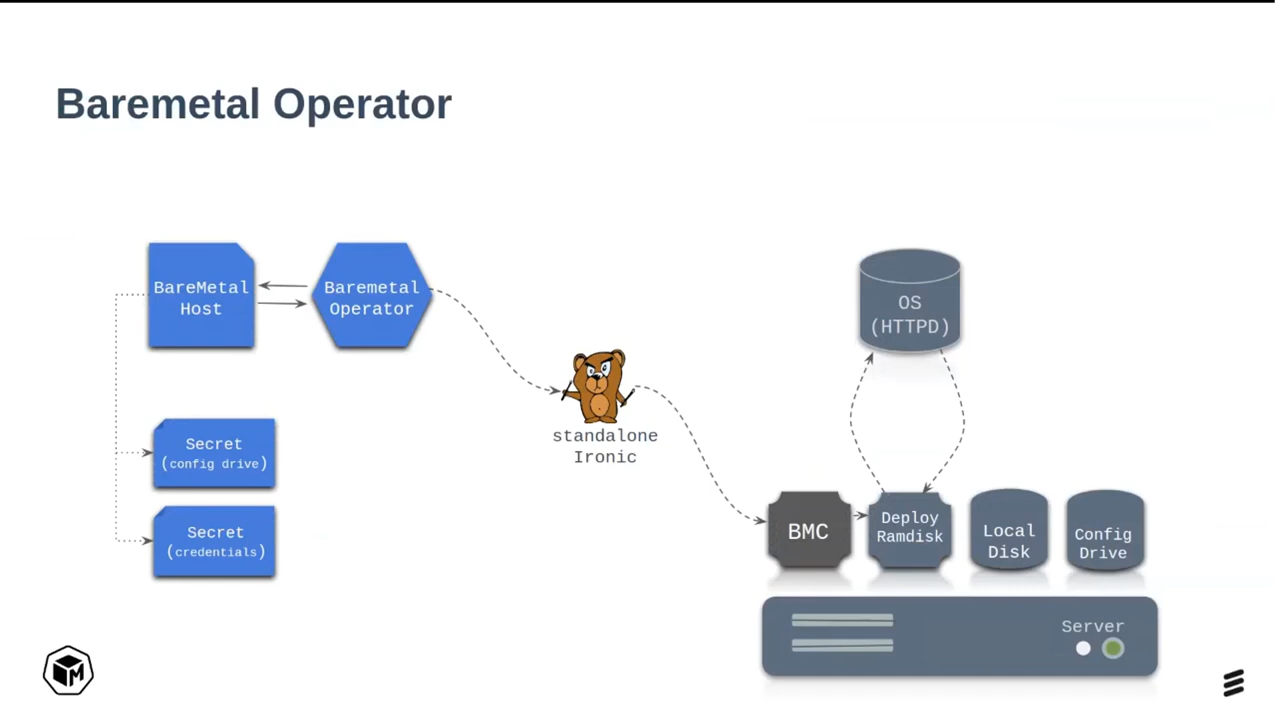 Baremetal Operator
BareMetal
Host
Baremetal
Operator
Secret
(config drive)
Secret
(credentials)
standalone
Ironic
OS
(HTTPD)
BMC
Deploy
Ramdisk
Local
Disk
Config
Drive
Server
M